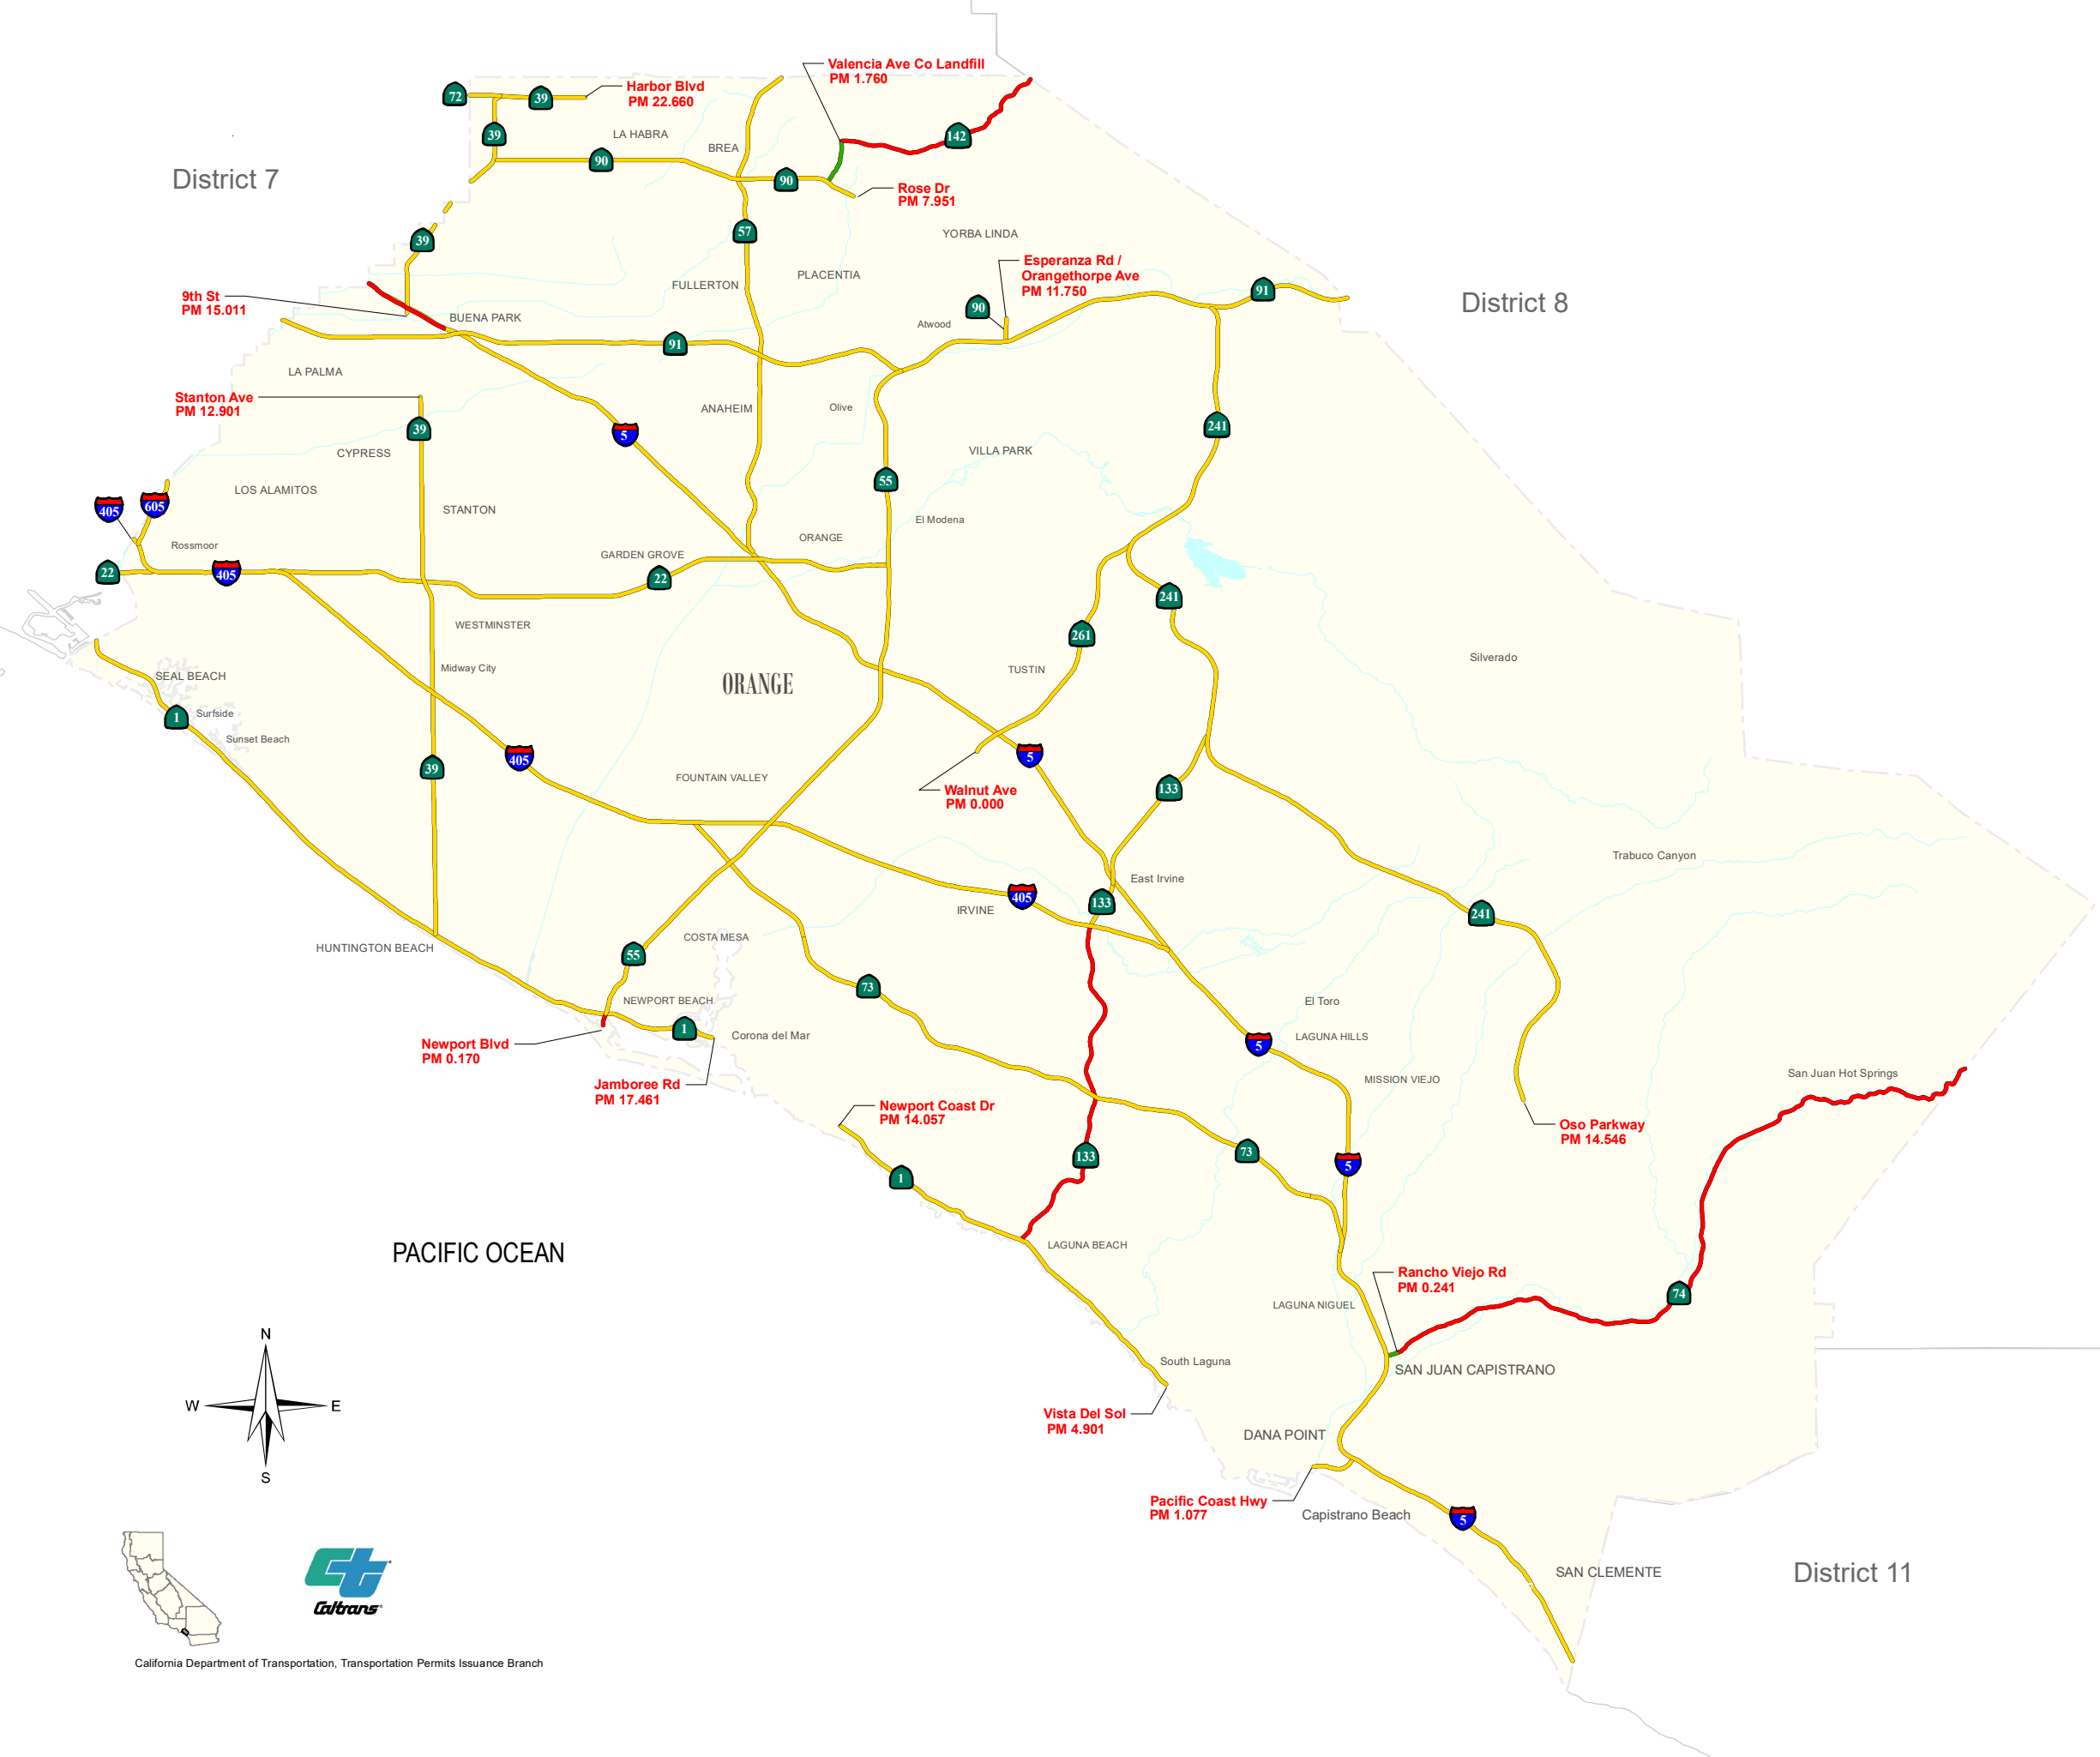 Valencia Ave Co Landfill
PM 1.760
Harbor Blvd
PM 22.660
72
39
39
LA HABRA
BREA
142
90
90
District 7
Rose Dr
PM 7.951
39
57
YORBA LINDA
Esperanza Rd /
Orangethorpe Ave
PM 11.750
PLACENTIA
FULLERTON
91
District 8
9th St
PM 15.011
90
BUENA PARK
Atwood
91
LA PALMA
Stanton Ave
PM 12.901
ANAHEIM
Olive
39
5
241
CYPRESS
VILLA PARK
55
LOS ALAMITOS
405
605
STANTON
El Modena
Rossmoor
ORANGE
GARDEN GROVE
22
405
22
241
WESTMINSTER
261
Midway City
TUSTIN
Silverado
SEAL BEACH
ORANGE
1
Surfside
Sunset Beach
405
5
39
FOUNTAIN VALLEY
133
Walnut Ave
PM 0.000
Trabuco Canyon
East Irvine
405
133
IRVINE
241
COSTA MESA
HUNTINGTON BEACH
55
73
NEWPORT BEACH
El Toro
1
Corona del Mar
LAGUNA HILLS
Newport Blvd
PM 0.170
5
San Juan Hot Springs
MISSION VIEJO
Jamboree Rd
PM 17.461
Newport Coast Dr
PM 14.057
Oso Parkway
PM 14.546
133
73
5
1
LAGUNA BEACH
PACIFIC OCEAN
Rancho Viejo Rd
PM 0.241
74
LAGUNA NIGUEL
N
South Laguna
SAN JUAN CAPISTRANO
W
E
Vista Del Sol
PM 4.901
DANA POINT
S
Pacific Coast Hwy
PM 1.077
Capistrano Beach
5
SAN CLEMENTE
District 11
Ct
Caltrans
California Department of Transportation, Transportation Permits Issuance Branch